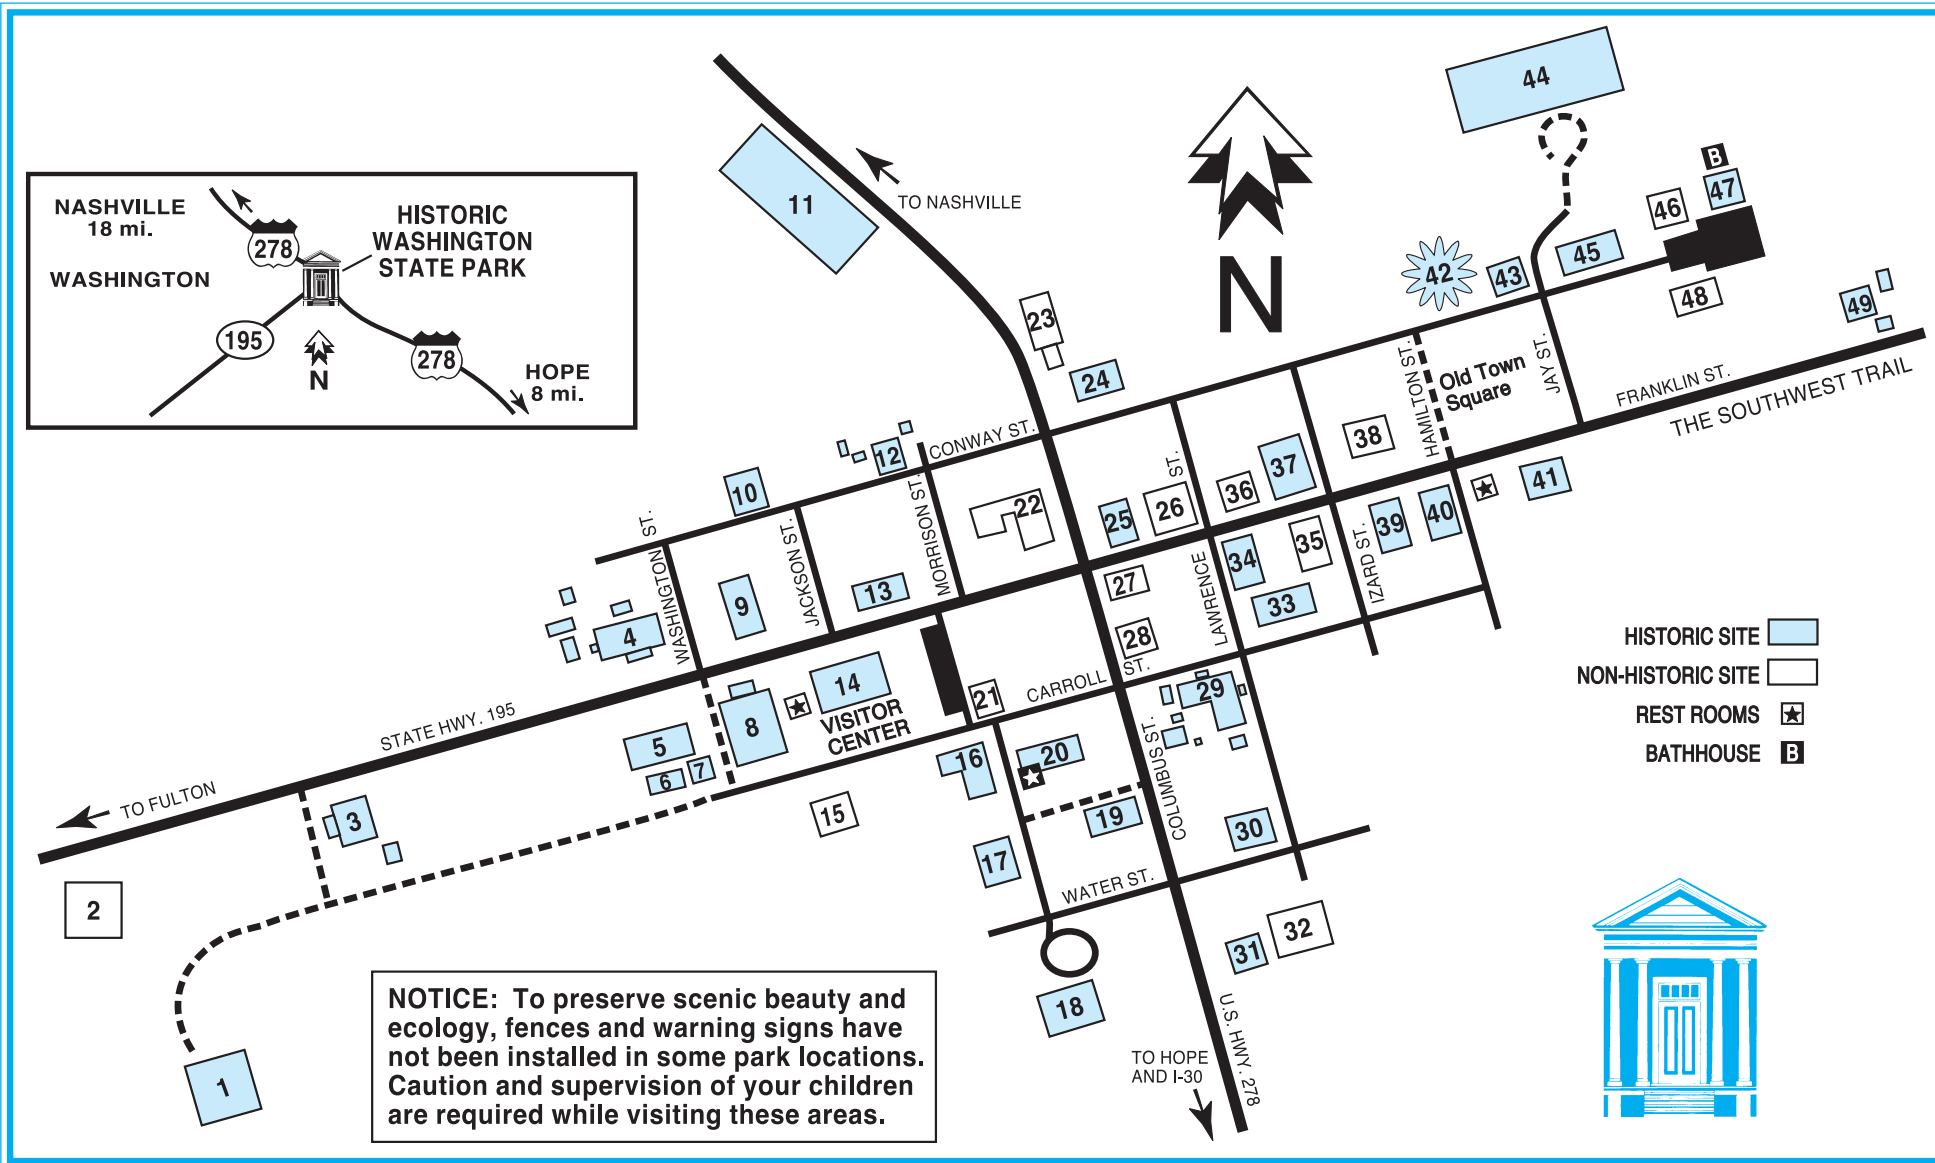 NASHVILLE
18 mi.
278
HISTORIC
WASHINGTON
STATE PARK
WASHINGTON
195
278
N
HOPE
8 mi.
TO NASHVILLE
N
11
44
B
47
46
45
43
42
48
49
23
24
Old Town
Square
HAMILTON ST.
JAY ST.
FRANKLIN ST.
THE SOUTHWEST TRAIL
CONWAY ST.
12
10
38
37
36
26
25
22
ST.
41
40
39
35
34
33
27
28
LAWRENCE
IZARD ST.
WASHINGTON ST.
JACKSON ST.
MORRISON ST.
13
9
4
14
VISITOR
CENTER
8
5
6
7
21
CARROLL ST.
29
STATE HWY. 195
TO FULTON
3
15
16
20
COLUMBUS ST.
19
30
17
WATER ST.
2
18
31
32
1
U.S. HWY. 278
TO HOPE
AND I-30
HISTORIC SITE
NON-HISTORIC SITE
REST ROOMS
BATHHOUSE B
NOTICE: To preserve scenic beauty and
ecology, fences and warning signs have
not been installed in some park locations.
Caution and supervision of your children
are required while visiting these areas.